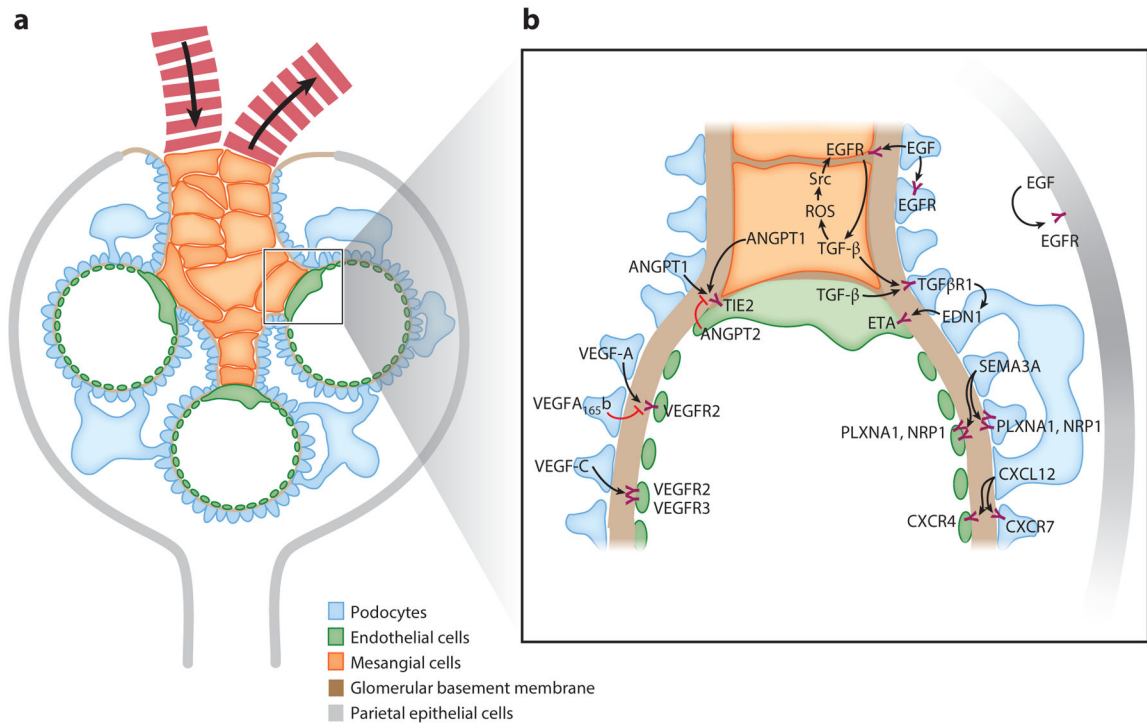 a
Podocytes
Endothelial cells
Mesangial cells
Glomerular basement membrane
Parietal epithelial cells
b
EGFR
EGF
Src
EGFR
ROS
EGF
EGFR
ANGPT1
TGF-β
ANGPT1
TGF-β
TGFβR1
TIE2
ETA
EDN1
ANGPT2
VEGF-A
SEMA3A
VEGFA165b
VEGFR2
PLXNA1, NRP1
PLXNA1, NRP1
VEGF-C
CXCL12
VEGFR2
VEGFR3
CXCR4
CXCR7